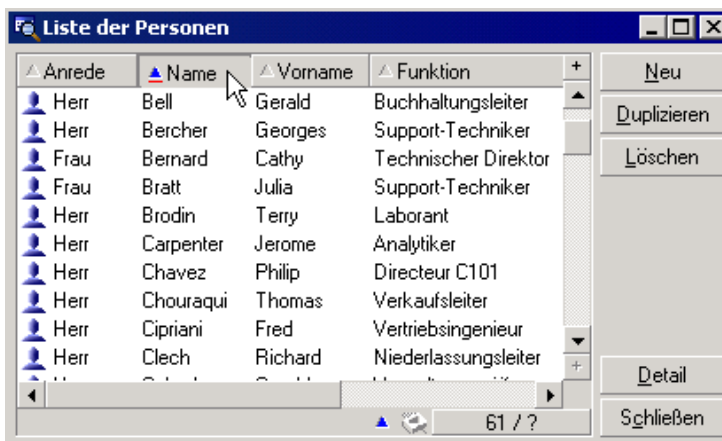 Liste der Personen
Anrede Name Vorname Funktion +
Herr Bell Gerald Buchhaltungsleiter
Herr Bercher Georges Support-Techniker
Frau Bernard Cathy Technischer Direktor
Frau Bratt Julia Support-Techniker
Herr Brodin Terry Laborant
Herr Carpenter Jerome Analytiker
Herr Chavez Philip Directeur C101
Herr Chouraqui Thomas Verkaufsleiter
Herr Cipriani Fred Vertriebsingenieur
Herr Clech Richard Niederlassungsleiter
+
61 / ?
Neu
Duplizieren
Löschen
Detail
Schließen